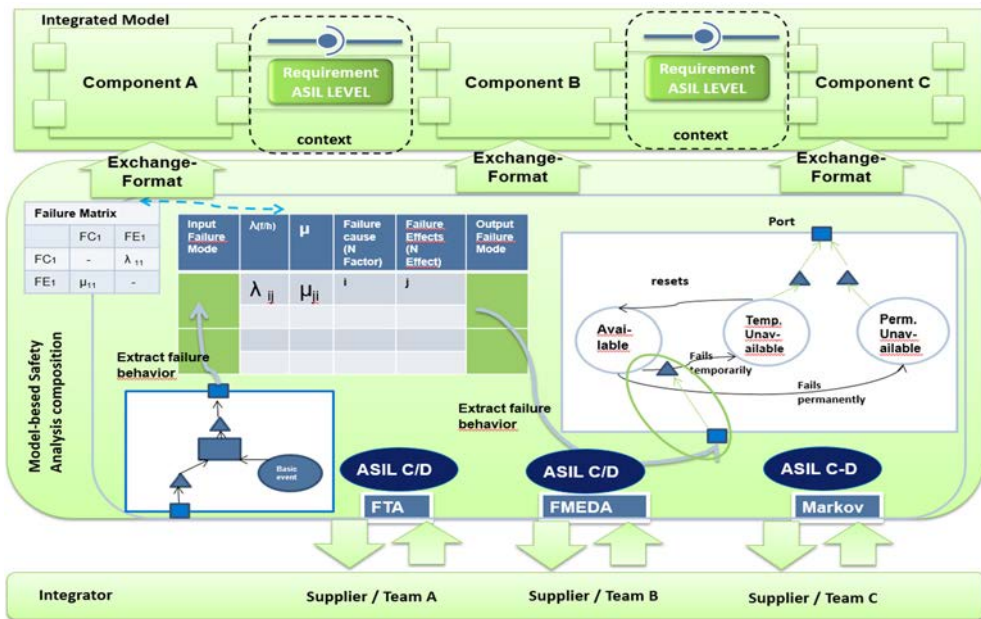 Integrated Model
Component A
Requirement
ASIL LEVEL
context
Component B
Requirement
ASIL LEVEL
context
Component C
Exchange-
Format
Exchange-
Format
Exchange-
Format
Failure Matrix
FC1 FE1
FC1 - λ 11
FE1 μ11 -
Input
Failure
Mode
λ(f/h)
μ
Failure
cause
(N
Factor)
Failure
Effects
(N
Effect)
Output
Failure
Mode
λ ij
μji
i
j
Port
resets
Avai-
lable
Temp.
Unav-
ailable
Perm.
Unav-
ailable
Fails
temporarily
Fails
permanently
Extract failure
behavior
Extract failure
behavior
Basic
event
Model-besed Safety
Analysis composition
ASIL C/D
FTA
ASIL C/D
FMEDA
ASIL C-D
Markov
Integrator
Supplier / Team A
Supplier / Team B
Supplier / Team C